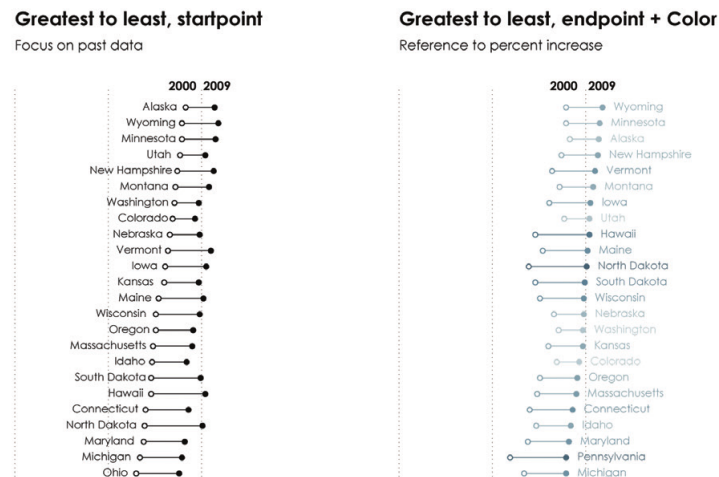 Greatest to least, startpoint
Focus on past data
2000 2009
Alaska
Wyoming
Minnesota
Utah
New Hampshire
Montana
Washington
Colorado
Nebraska
Vermont
Iowa
Kansas
Maine
Wisconsin
Oregon
Massachusetts
Idaho
South Dakota
Hawaii
Connecticut
North Dakota
Maryland
Michigan
Ohio
Greatest to least, endpoint + Color
Reference to percent increase
2000 2009
Wyoming
Minnesota
Alaska
New Hampshire
Vermont
Montana
Iowa
Utah
Hawaii
Maine
North Dakota
South Dakota
Wisconsin
Nebraska
Washington
Kansas
Colorado
Oregon
Massachusetts
Connecticut
Idaho
Maryland
Pennsylvania
Michigan